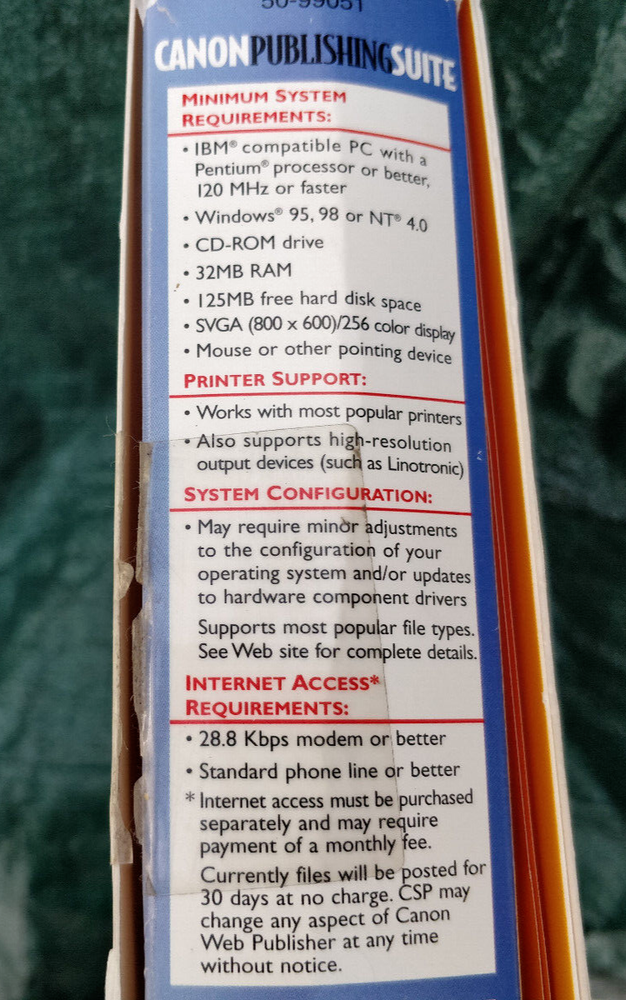 50-99051
CANONPUBLISHINGSUITE
MINIMUM SYSTEM
REQUIREMENTS:
• IBM® compatible PC with a
Pentium® processor or better,
120 MHz or faster
• Windows® 95, 98 or NT® 4.0
• CD-ROM drive
• 32MB RAM
• 125MB free hard disk space
• SVGA (800 x 600)/256 color display
• Mouse or other pointing device
PRINTER SUPPORT:
• Works with most popular printers
• Also supports high-resolution
output devices (such as Linotronic)
SYSTEM CONFIGURATION:
• May require minor adjustments
to the configuration of your
operating system and/or updates
to hardware component drivers
Supports most popular file types.
See Web site for complete details.
INTERNET ACCESS*
REQUIREMENTS:
• 28.8 Kbps modem or better
• Standard phone line or better
* Internet access must be purchased
separately and may require
payment of a monthly fee.
Currently files will be posted for
30 days at no charge. CSP may
change any aspect of Canon
Web Publisher at any time
without notice.